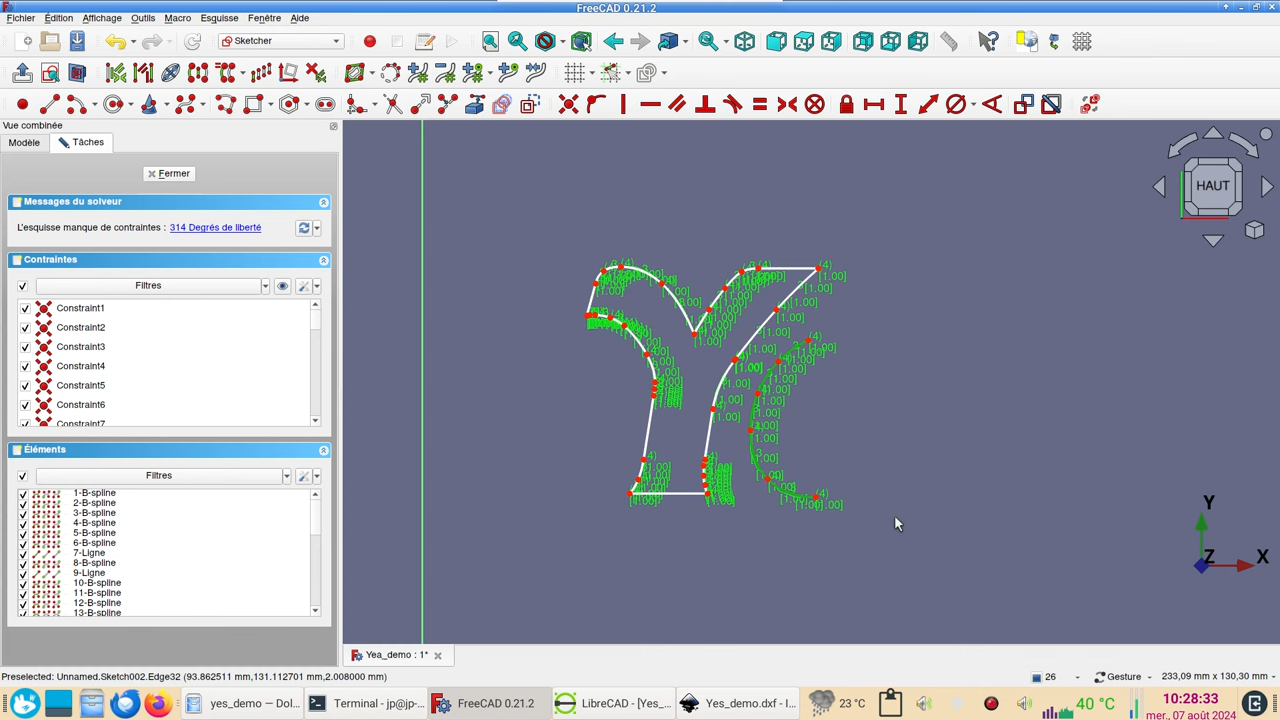 FreeCAD 0.21.2
Fichier Édition Affichage Outils Macro Esquisse Fenêtre Aide
Sketcher
Vue combinée
Modèle Tâches
Fermer
Messages du solveur
L'esquisse manque de contraintes : 314 Degrés de liberté
Contraintes
Filtres
Constraint1
Constraint2
Constraint3
Constraint4
Constraint5
Constraint6
Constraint7
Éléments
Filtres
1-B-spline
2-B-spline
3-B-spline
4-B-spline
5-B-spline
6-B-spline
7-Ligne
8-B-spline
9-Ligne
10-B-spline
11-B-spline
12-B-spline
13-B-spline
HAUT
Y
Z
X
Yea_demo : 1*
Preselected: Unnamed.Sketch002.Edge32 (93.862511 mm,131.112701 mm,2.008000 mm)
26 Gesture 233,09 mm x 130,30 mm
yes_demo — Dol...
Terminal - jp@jp-...
FreeCAD 0.21.2
LibreCAD - [Yes_...
Yes_demo.dxf - I...
23 °C
40 °C
10:28:33
mer., 07 août 2024